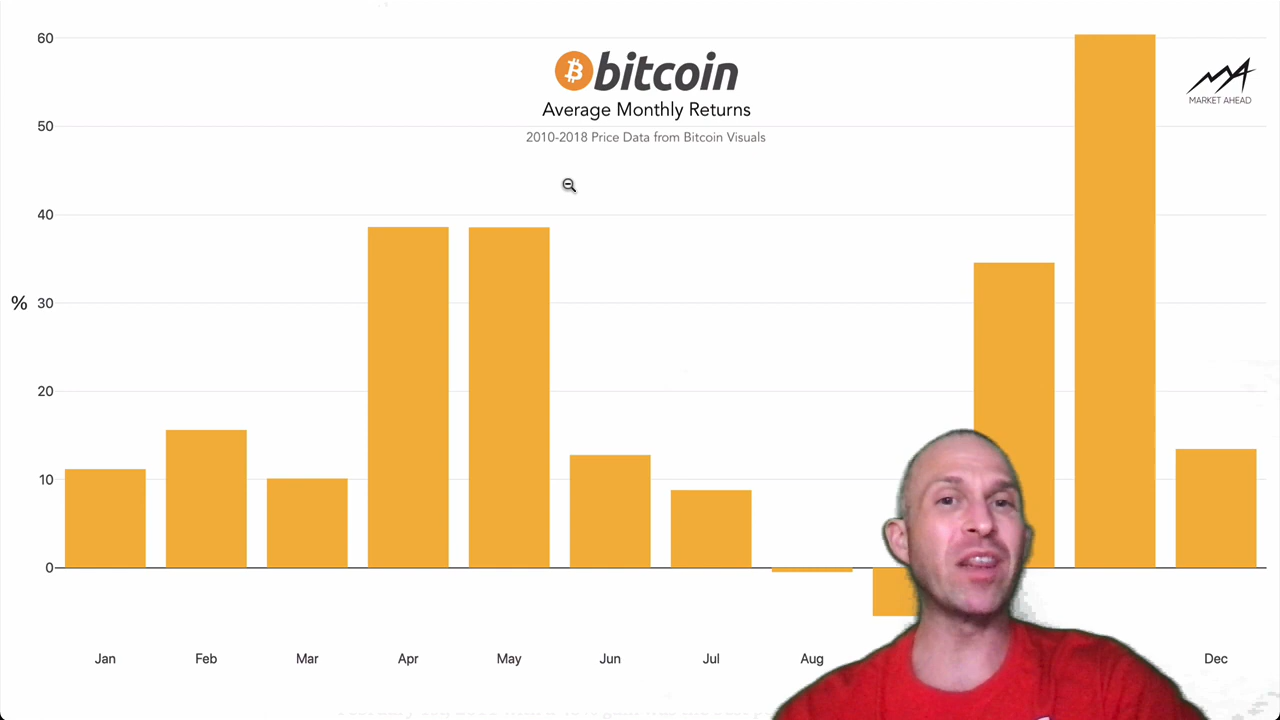 bitcoin
Average Monthly Returns
2010-2018 Price Data from Bitcoin Visuals
MARKET AHEAD
60
50
40
% 30
20
10
0
Jan Feb Mar Apr May Jun Jul Aug Dec